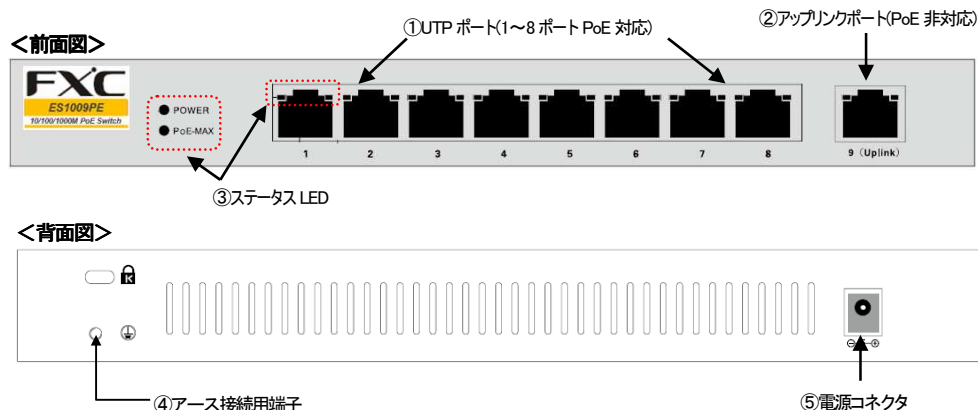 ①UTP ポート(1～8 ポート PoE 対応)
②アップリンクポート(PoE 非対応)
＜前面図＞
FXC
ES1009PE
10/100/1000M PoE Switch
POWER
PoE-MAX
1 2 3 4 5 6 7 8 9 (Uplink)
③ステータス LED
＜背面図＞
K
④アース接続用端子
⑤電源コネクタ